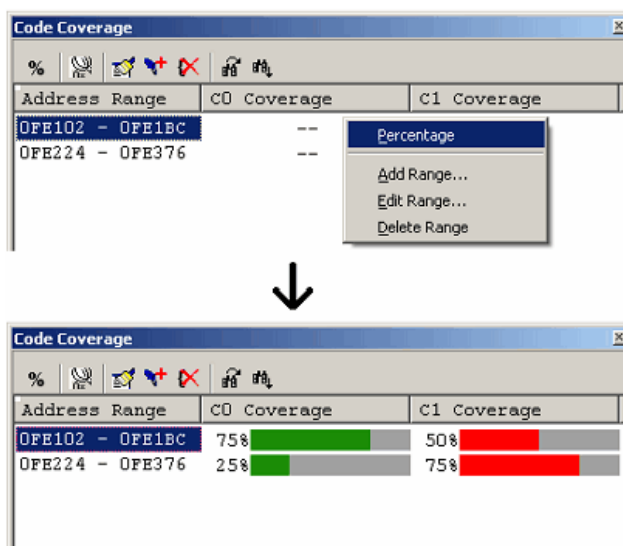 Code Coverage
%
Address Range C0 Coverage C1 Coverage
0FE102 - 0FE1BC --
0FE224 - 0FE376 --
Percentage
Add Range...
Edit Range...
Delete Range
Code Coverage
%
Address Range C0 Coverage C1 Coverage
0FE102 - 0FE1BC 75% 50%
0FE224 - 0FE376 25% 75%